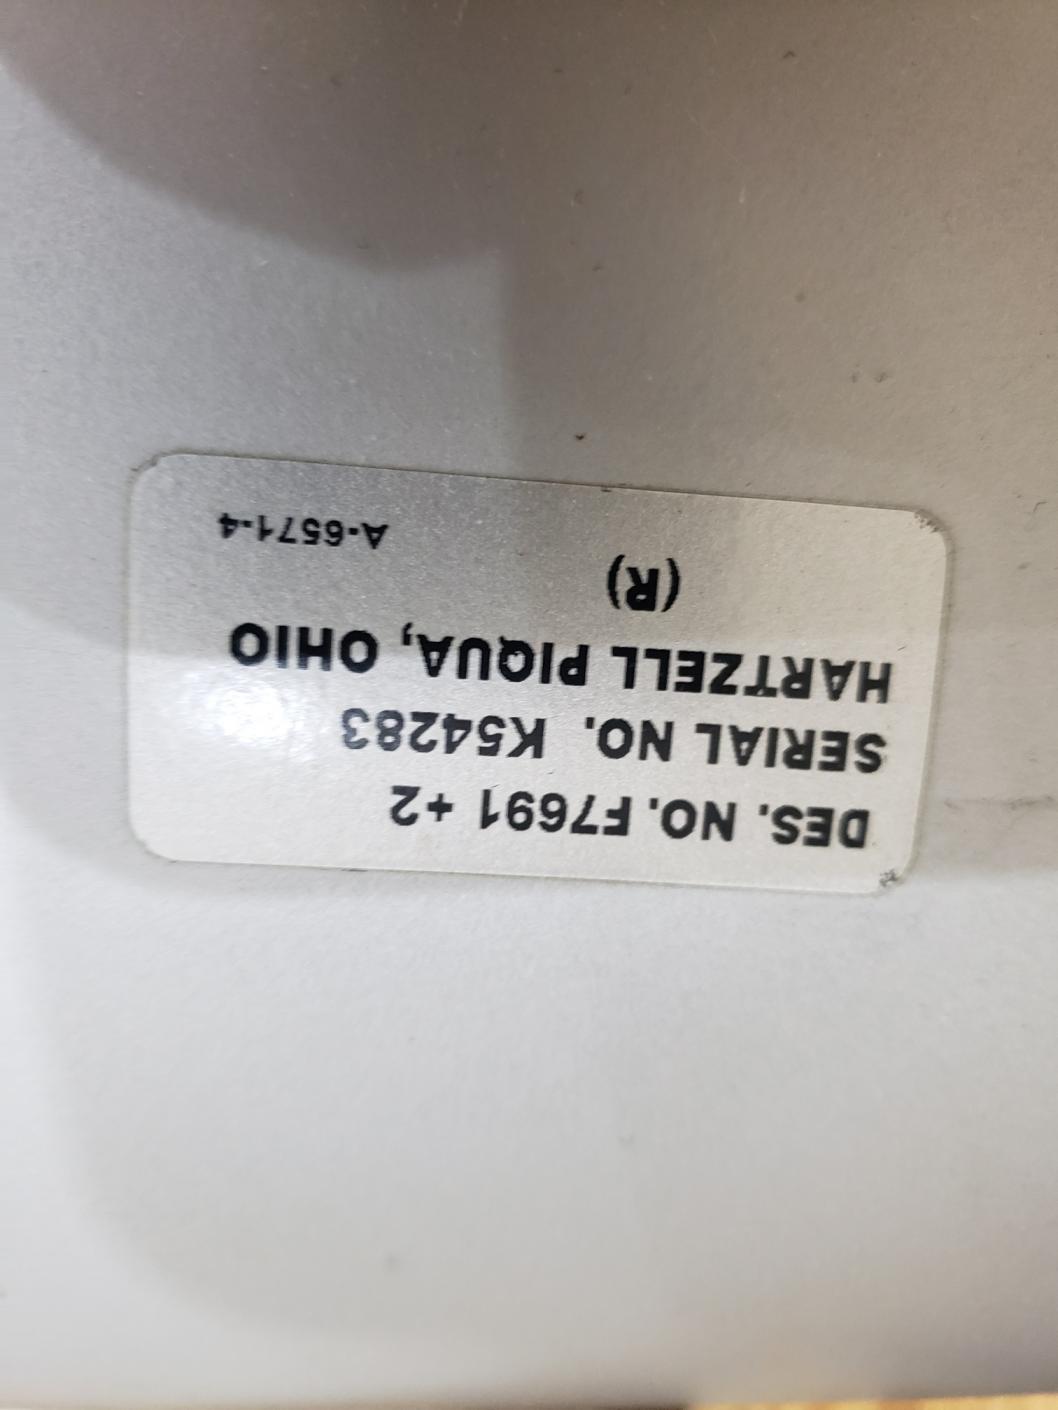 DES. NO. F7691 +2
SERIAL NO. K54283
HARTZELL PIQUA, OHIO
(R)
A-6571-4